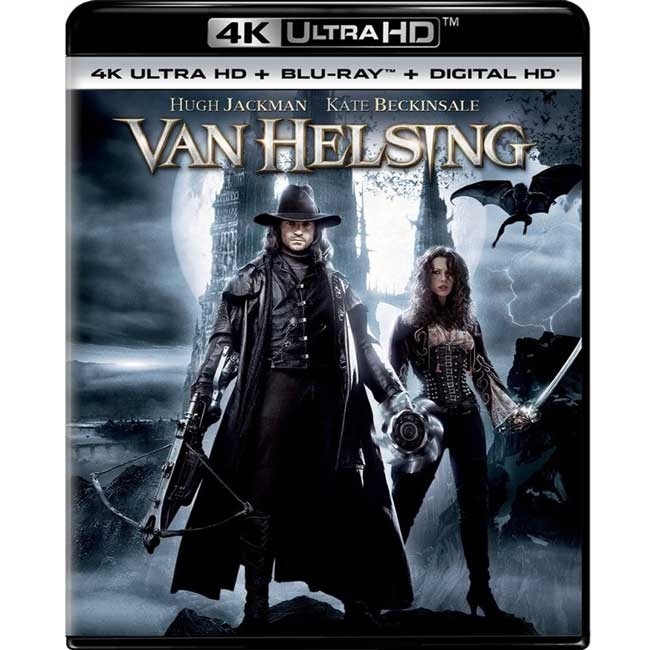 4K ULTRA HD™
4K ULTRA HD + BLU-RAY™ + DIGITAL HD*
HUGH JACKMAN KATE BECKINSALE
VAN HELSING